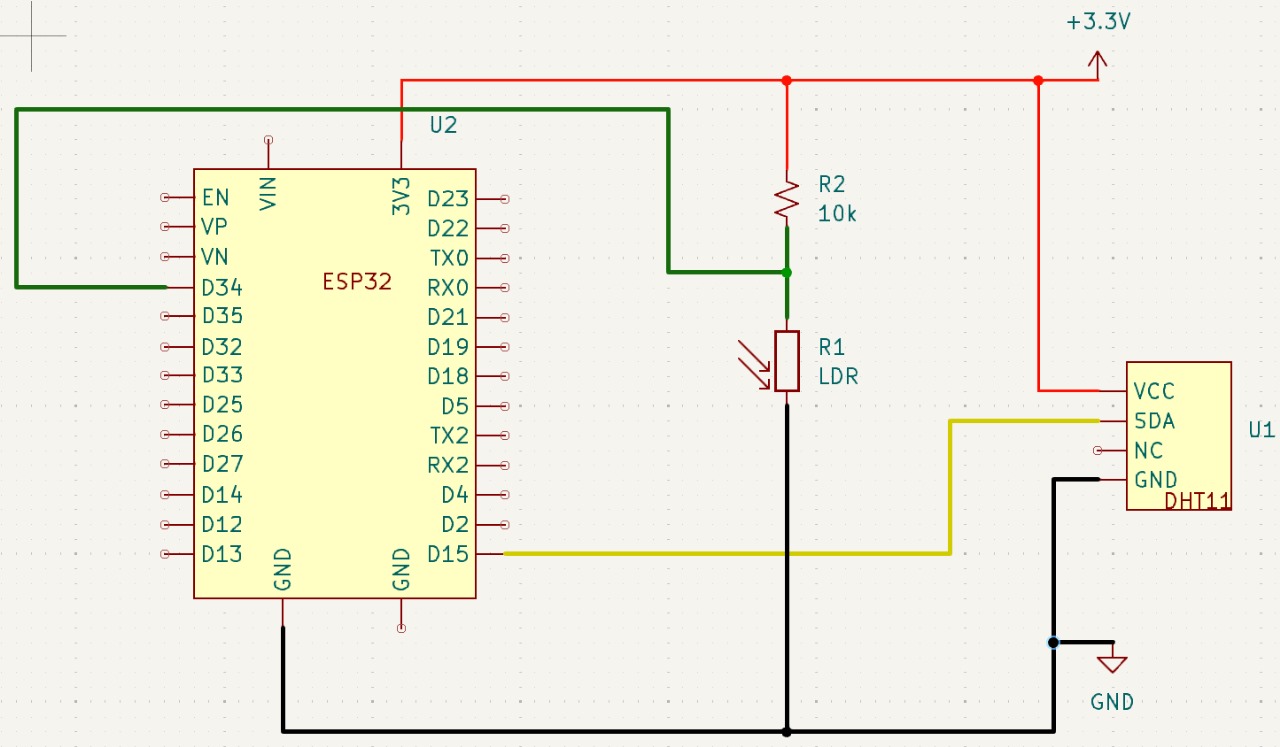 +3.3V
U2
R2
10k
R1
LDR
ESP32
VIN
3V3
EN
VP
VN
D34
D35
D32
D33
D25
D26
D27
D14
D12
D13
D23
D22
TX0
RX0
D21
D19
D18
D5
TX2
RX2
D4
D2
D15
GND
GND
VCC
SDA
NC
GND
DHT11
U1
GND